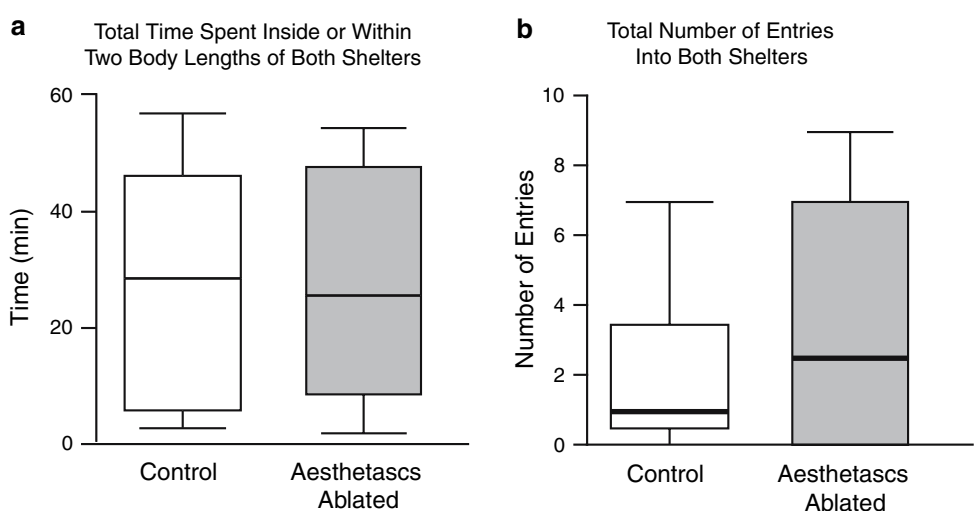 a
Total Time Spent Inside or Within
Two Body Lengths of Both Shelters
60
40
20
0
Time (min)
Control
Aesthetascs
Ablated
b
Total Number of Entries
Into Both Shelters
10
8
6
4
2
0
Number of Entries
Control
Aesthetascs
Ablated